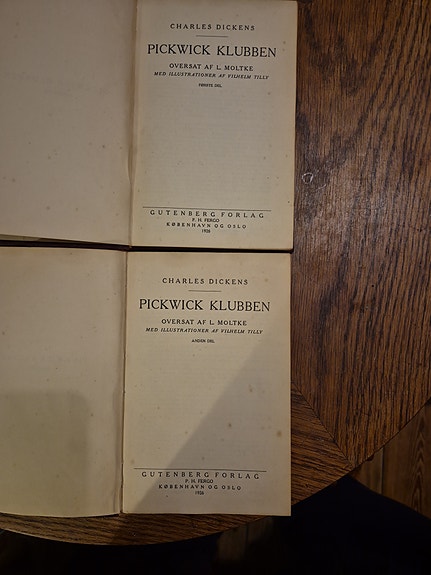 CHARLES DICKENS
PICKWICK KLUBBEN
OVERSAT AF L. MOLTKE
MED ILLUSTRATIONER AF VILHELM TILLY
FØRSTE DEL
GUTENBERG FORLAG
P. H. FERGO
KØBENHAVN OG OSLO
1926
CHARLES DICKENS
PICKWICK KLUBBEN
OVERSAT AF L. MOLTKE
MED ILLUSTRATIONER AF VILHELM TILLY
ANDEN DEL
GUTENBERG FORLAG
P. H. FERGO
KØBENHAVN OG OSLO